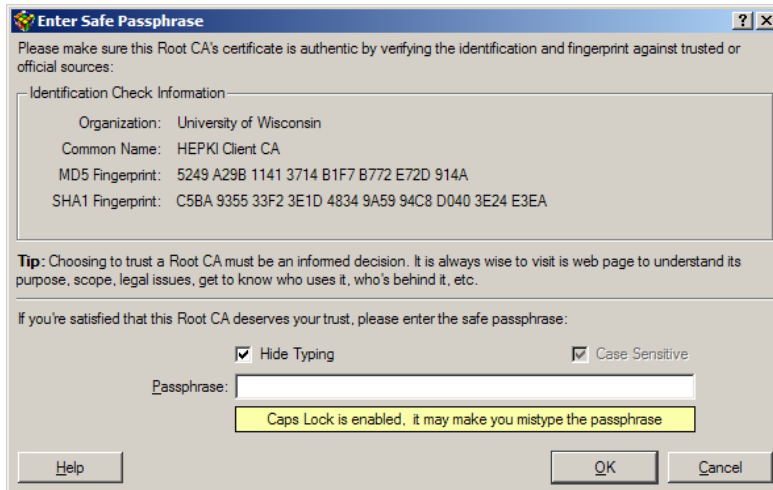 Enter Safe Passphrase
Please make sure this Root CA's certificate is authentic by verifying the identification and fingerprint against trusted or
official sources:
Identification Check Information
Organization: University of Wisconsin
Common Name: HEPKI Client CA
MD5 Fingerprint: 5249 A29B 1141 3714 B1F7 B772 E72D 914A
SHA1 Fingerprint: C5BA 9355 33F2 3E1D 4834 9A59 94C8 D040 3E24 E3EA
Tip: Choosing to trust a Root CA must be an informed decision. It is always wise to visit is web page to understand its
purpose, scope, legal issues, get to know who uses it, who's behind it, etc.
If you're satisfied that this Root CA deserves your trust, please enter the safe passphrase:
Hide Typing Case Sensitive
Passphrase:
Caps Lock is enabled, it may make you mistype the passphrase
Help OK Cancel